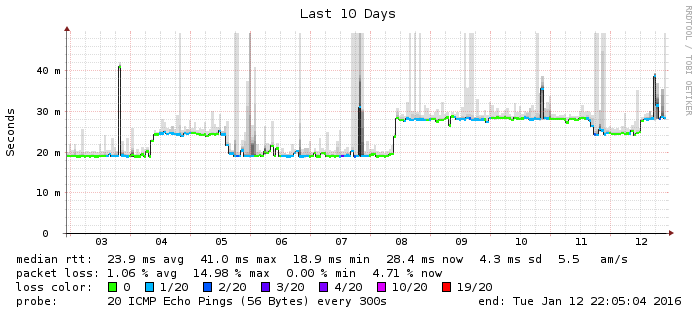 Last 10 Days
RRDTOOL / TOBI OETIKER
Seconds
40 m
30 m
20 m
10 m
0
03 04 05 06 07 08 09 10 11 12
median rtt: 23.9 ms avg 41.0 ms max 18.9 ms min 28.4 ms now 4.3 ms sd 5.5 am/s
packet loss: 1.06 % avg 14.98 % max 0.00 % min 4.71 % now
loss color: 0 1/20 2/20 3/20 4/20 10/20 19/20
probe: 20 ICMP Echo Pings (56 Bytes) every 300s end: Tue Jan 12 22:05:04 2016